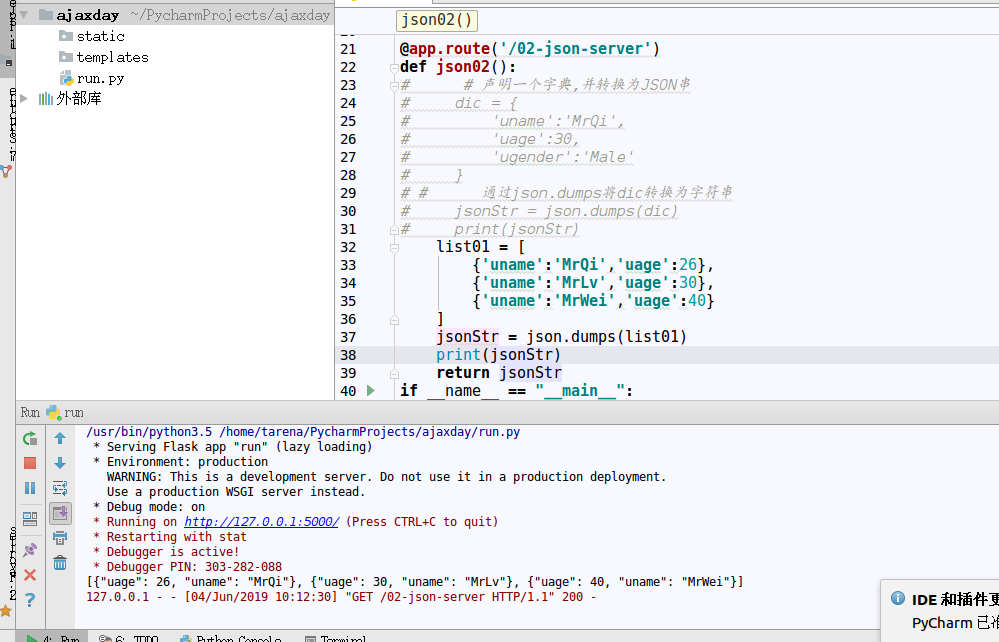 ajaxday ~/PycharmProjects/ajaxday
static
templates
run.py
外部库
json02()
21 @app.route('/02-json-server')
22 def json02():
23 #      # 声明一个字典,并转换为JSON串
24 #     dic = {
25 #         'uname':'MrQi',
26 #         'uage':30,
27 #         'ugender':'Male'
28 #     }
29 # #      通过json.dumps将dic转换为字符串
30 #     jsonStr = json.dumps(dic)
31 #     print(jsonStr)
32     list01 = [
33         {'uname':'MrQi','uage':26},
34         {'uname':'MrLv','uage':30},
35         {'uname':'MrWei','uage':40}
36     ]
37     jsonStr = json.dumps(list01)
38     print(jsonStr)
39     return jsonStr
40 if __name__ == "__main__":
Run run
/usr/bin/python3.5 /home/tarena/PycharmProjects/ajaxday/run.py
 * Serving Flask app "run" (lazy loading)
 * Environment: production
   WARNING: This is a development server. Do not use it in a production deployment.
   Use a production WSGI server instead.
 * Debug mode: on
 * Running on http://127.0.0.1:5000/ (Press CTRL+C to quit)
 * Restarting with stat
 * Debugger is active!
 * Debugger PIN: 303-282-088
[{"uage": 26, "uname": "MrQi"}, {"uage": 30, "uname": "MrLv"}, {"uage": 40, "uname": "MrWei"}]
127.0.0.1 - - [04/Jun/2019 10:12:30] "GET /02-json-server HTTP/1.1" 200 -
IDE 和插件更
PyCharm 已准
4: Run 6: TODO Python Console Terminal